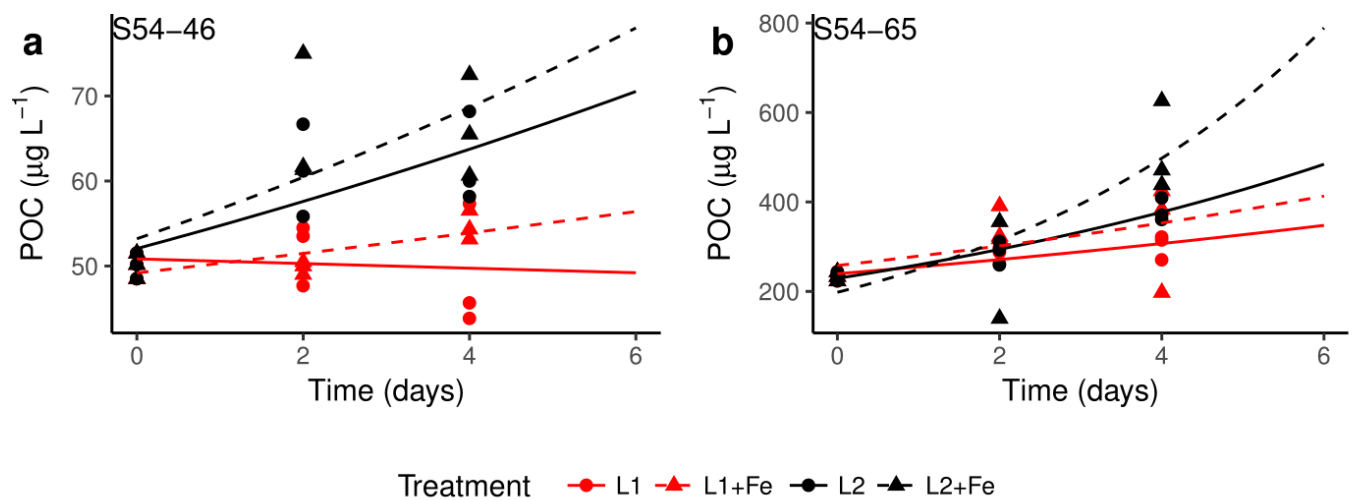 a
S54−46
POC (μg L⁻¹)
70
60
50
0 2 4 6
Time (days)
b
S54−65
POC (μg L⁻¹)
800
600
400
200
0 2 4 6
Time (days)
Treatment L1 L1+Fe L2 L2+Fe